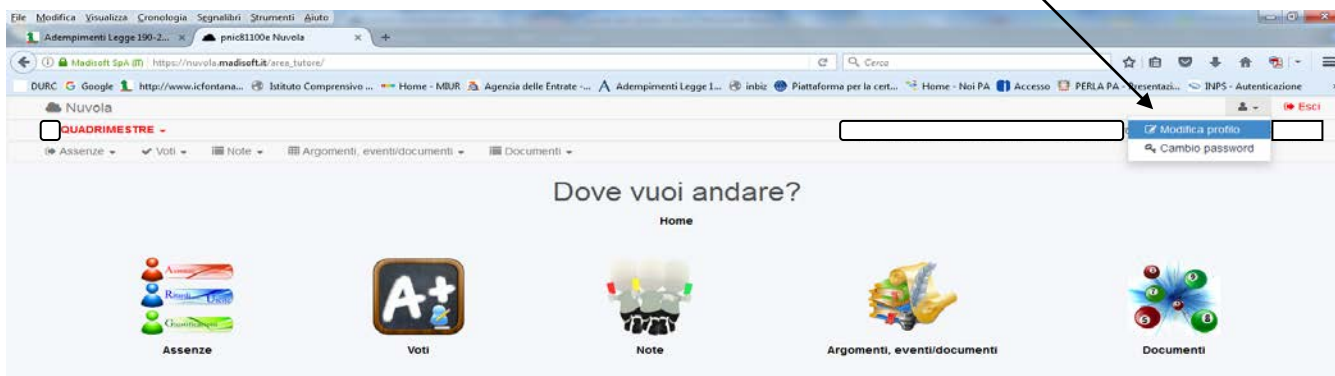 File Modifica Visualizza Cronologia Segnalibri Strumenti Aiuto
Adempimenti Legge 190-2... × pnic81100e Nuvola × +
Madisoft SpA (IT) https://nuvola.madisoft.it/area_tutore/ Cerca
DURC Google http://www.icfontana... Istituto Comprensivo ... Home - MIUR Agenzia delle Entrate -... Adempimenti Legge 1... inbiz Piattaforma per la cert... Home - Noi PA Accesso PERLA PA - Presentazi... INPS - Autenticazione
Nuvola Esci
QUADRIMESTRE Modifica profilo
Assenze Voti Note Argomenti, eventi/documenti Documenti Cambio password
Dove vuoi andare?
Home
Assenze
Ritardi Uscite
Giustificazioni
A+
Assenze Voti Note Argomenti, eventi/documenti Documenti